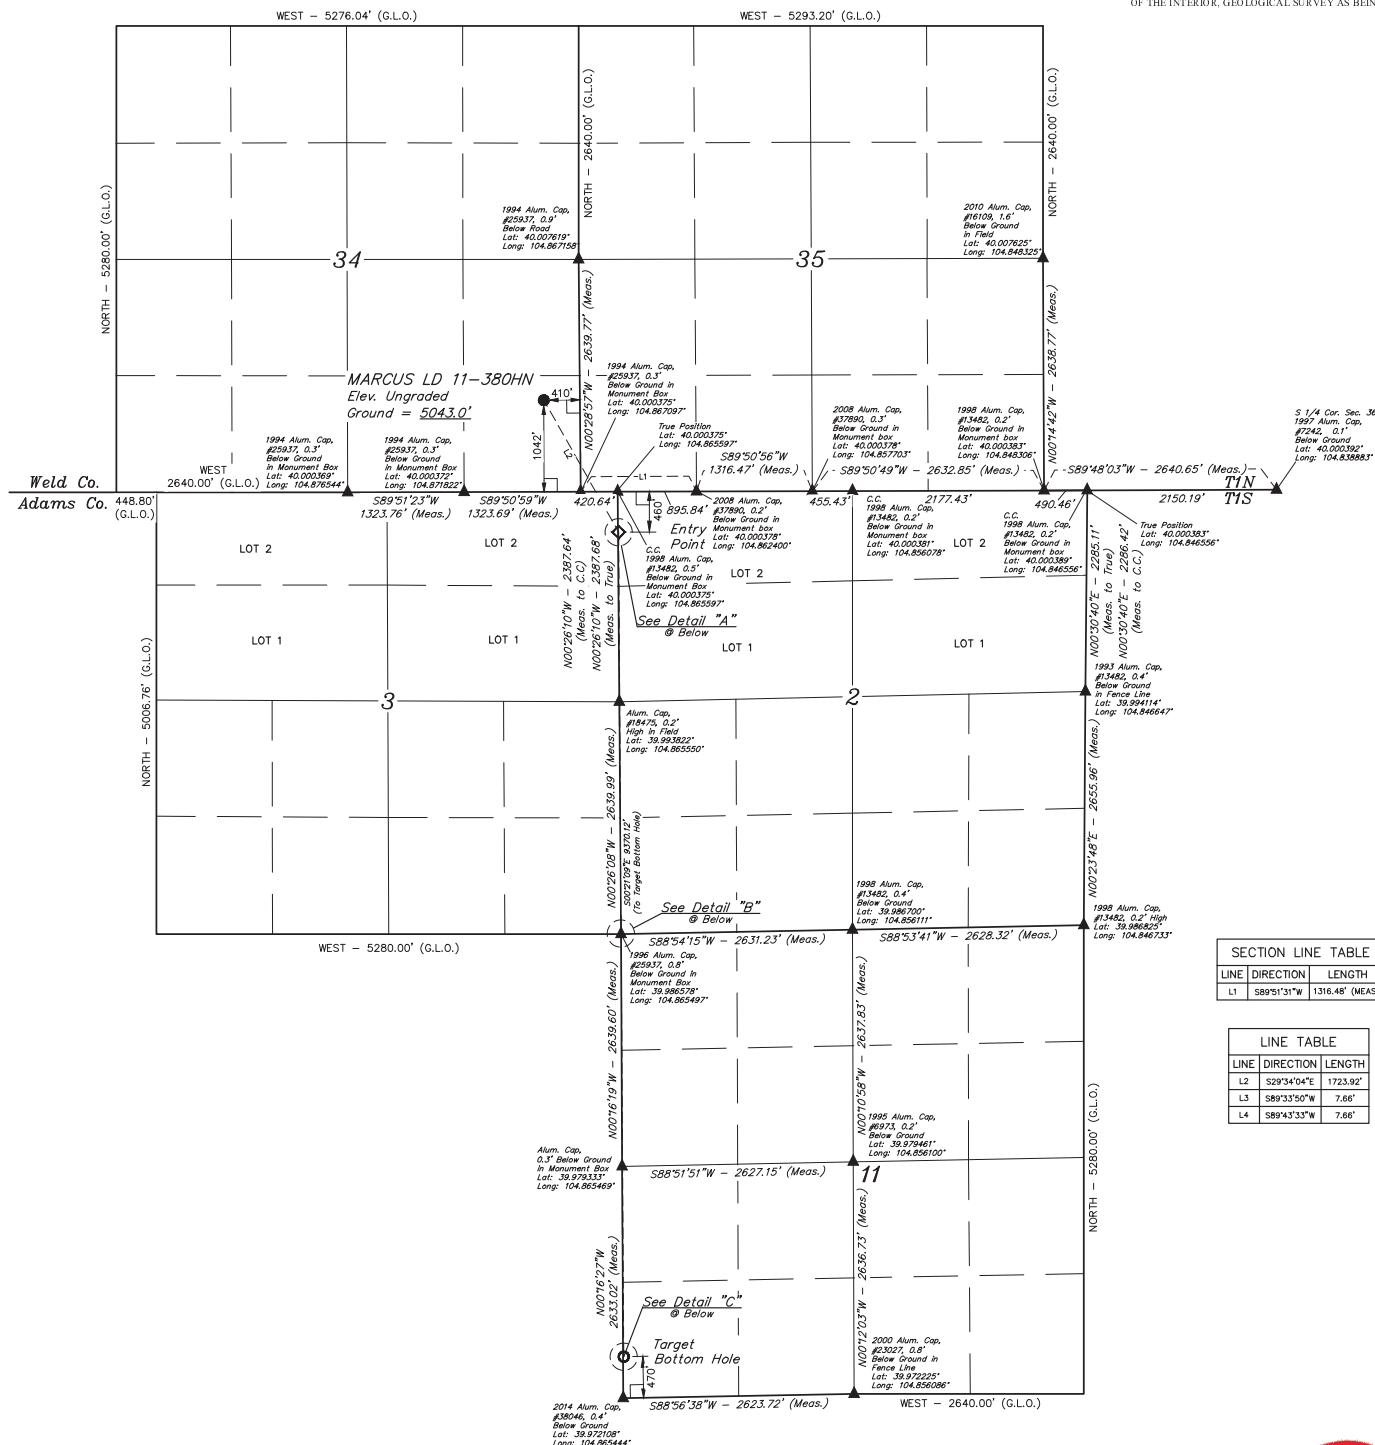 OF THE INTERIOR, GEOLOGICAL SURVEY AS BEIN
WEST - 5276.04' (G.L.O.)
WEST - 5293.20' (G.L.O.)
NORTH - 5280.00' (G.L.O.)
NORTH - 2640.00' (G.L.O.)
NORTH - 2640.00' (G.L.O.)
1994 Alum. Cap,
#25937, 0.9'
Below Road
Lat: 40.007619°
Long: 104.867158°
2010 Alum. Cap,
#16109, 1.6'
Below Ground
in Field
Lat: 40.007625°
Long: 104.848325°
34
35
N00°28'57"W - 2639.77' (Meas.)
N00°14'42"W - 2638.77' (Meas.)
MARCUS LD 11-380HN
Elev. Ungraded
Ground = 5043.0'
410'
1042'
L2
1994 Alum. Cap,
#25937, 0.3'
Below Ground in
Monument Box
Lat: 40.000375°
Long: 104.867097°
True Position
Lat: 40.000375°
Long: 104.865597°
2008 Alum. Cap,
#37890, 0.3'
Below Ground in
Monument box
Lat: 40.000378°
Long: 104.857703°
1998 Alum. Cap,
#13482, 0.2'
Below Ground in
Monument box
Lat: 40.000383°
Long: 104.848306°
S 1/4 Cor. Sec. 36
1997 Alum. Cap,
#7242, 0.1'
Below Ground
Lat: 40.000392°
Long: 104.838883°
1994 Alum. Cap,
#25937, 0.3'
Below Ground
in Monument Box
Lat: 40.000369°
Long: 104.876544°
1994 Alum. Cap,
#25937, 0.3'
Below Ground
in Monument Box
Lat: 40.000372°
Long: 104.871822°
WEST
2640.00' (G.L.O.)
L1
S89°50'56"W
1316.47' (Meas.)
S89°50'49"W - 2632.85' (Meas.)
S89°48'03"W - 2640.65' (Meas.)
Weld Co.
Adams Co.
T1N
T1S
448.80'
(G.L.O.)
S89°51'23"W
1323.76' (Meas.)
S89°50'59"W
1323.69' (Meas.)
420.64'
460'
895.84'
455.43'
2177.43'
490.46'
2150.19'
Entry
Point
2008 Alum. Cap,
#37890, 0.2'
Below Ground in
Monument box
Lat: 40.000378°
Long: 104.862400°
C.C.
1998 Alum. Cap,
#13482, 0.2'
Below Ground in
Monument box
Lat: 40.000381°
Long: 104.856078°
C.C.
1998 Alum. Cap,
#13482, 0.2'
Below Ground in
Monument box
Lat: 40.000389°
Long: 104.846556°
True Position
Lat: 40.000383°
Long: 104.846556°
C.C.
1998 Alum. Cap,
#13482, 0.5'
Below Ground in
Monument Box
Lat: 40.000375°
Long: 104.865597°
LOT 2
LOT 2
LOT 2
LOT 2
LOT 1
LOT 1
LOT 1
LOT 1
See Detail "A"
@ Below
N00°26'10"W - 2387.64'
(Meas. to C.C)
N00°26'10"W - 2387.68'
(Meas. to True)
N00°30'40"E - 2285.11'
(Meas. to True)
N00°30'40"E - 2286.42'
(Meas. to C.C.)
NORTH - 5006.76' (G.L.O.)
3
2
1993 Alum. Cap,
#13482, 0.4'
Below Ground
in Fence Line
Lat: 39.994114°
Long: 104.846647°
Alum. Cap,
#18475, 0.2'
High in Field
Lat: 39.993822°
Long: 104.865550°
N00°26'08"W - 2639.99' (Meas.)
S00°21'09"E 9370.12'
(To Target Bottom Hole)
N00°23'48"E - 2655.96' (Meas.)
See Detail "B"
@ Below
1998 Alum. Cap,
#13482, 0.4'
Below Ground
Lat: 39.986700°
Long: 104.856111°
1998 Alum. Cap,
#13482, 0.2' High
Lat: 39.986825°
Long: 104.846733°
WEST - 5280.00' (G.L.O.)
S88°54'15"W - 2631.23' (Meas.)
S88°53'41"W - 2628.32' (Meas.)
1996 Alum. Cap,
#25937, 0.8'
Below Ground in
Monument Box
Lat: 39.986578°
Long: 104.865497°
SECTION LINE TABLE
LINE DIRECTION LENGTH
L1 S89°51'31"W 1316.48' (MEAS
LINE TABLE
LINE DIRECTION LENGTH
L2 S29°34'04"E 1723.92'
L3 S89°33'50"W 7.66'
L4 S89°43'33"W 7.66'
N00°16'19"W - 2639.60' (Meas.)
N00°10'58"W - 2637.83' (Meas.)
NORTH - 5280.00' (G.L.O.)
1995 Alum. Cap,
#6973, 0.2'
Below Ground
Lat: 39.979461°
Long: 104.856100°
Alum. Cap,
0.3' Below Ground
In Monument Box
Lat: 39.979333°
Long: 104.865469°
S88°51'51"W - 2627.15' (Meas.)
11
N00°16'27"W
2633.02' (Meas.)
N00°12'03"W - 2636.73' (Meas.)
See Detail "C"
@ Below
Target
Bottom Hole
470'
2000 Alum. Cap,
#23027, 0.8'
Below Ground in
Fence Line
Lat: 39.972225°
Long: 104.856086°
S88°56'38"W - 2623.72' (Meas.)
WEST - 2640.00' (G.L.O.)
2014 Alum. Cap,
#38046, 0.4'
Below Ground
Lat: 39.972108°
Long: 104.865444°